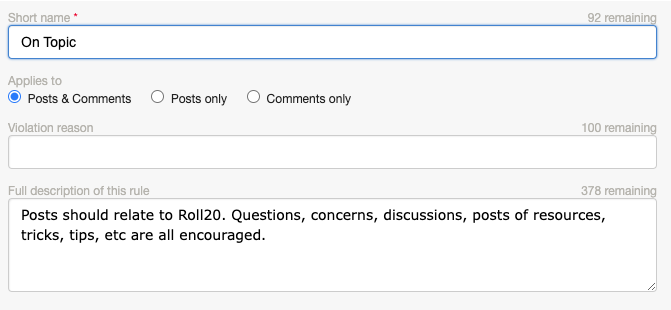 Short name * 92 remaining
On Topic
Applies to
Posts & Comments Posts only Comments only
Violation reason 100 remaining
Full description of this rule 378 remaining
Posts should relate to Roll20. Questions, concerns, discussions, posts of resources,
tricks, tips, etc are all encouraged.